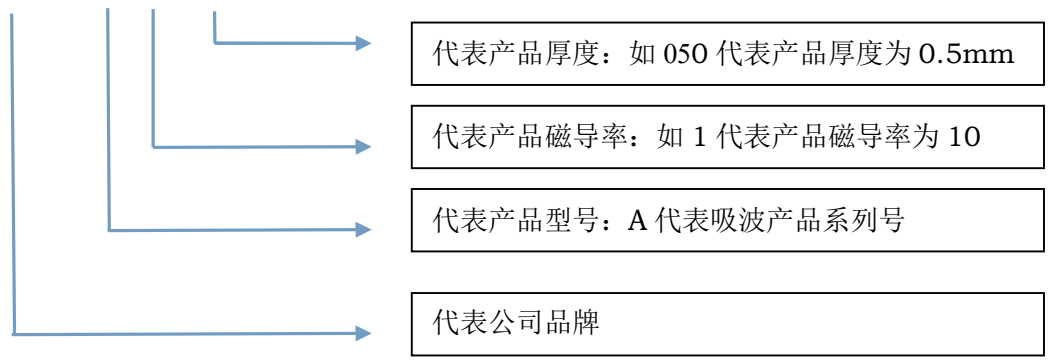 代表产品厚度：如 050 代表产品厚度为 0.5mm
代表产品磁导率：如 1 代表产品磁导率为 10
代表产品型号：A 代表吸波产品系列号
代表公司品牌